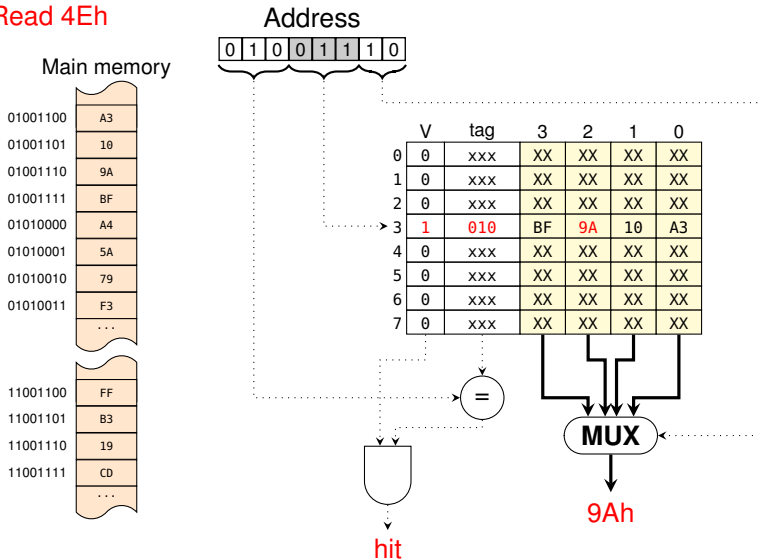 Read 4Eh
Address
0 1 0 0 1 1 1 0
Main memory
01001100 A3
01001101 10
01001110 9A
01001111 BF
01010000 A4
01010001 5A
01010010 79
01010011 F3
...
11001100 FF
11001101 B3
11001110 19
11001111 CD
...
V tag 3 2 1 0
0 0 xxx XX XX XX XX
1 0 xxx XX XX XX XX
2 0 xxx XX XX XX XX
3 1 010 BF 9A 10 A3
4 0 xxx XX XX XX XX
5 0 xxx XX XX XX XX
6 0 xxx XX XX XX XX
7 0 xxx XX XX XX XX
=
MUX
9Ah
hit